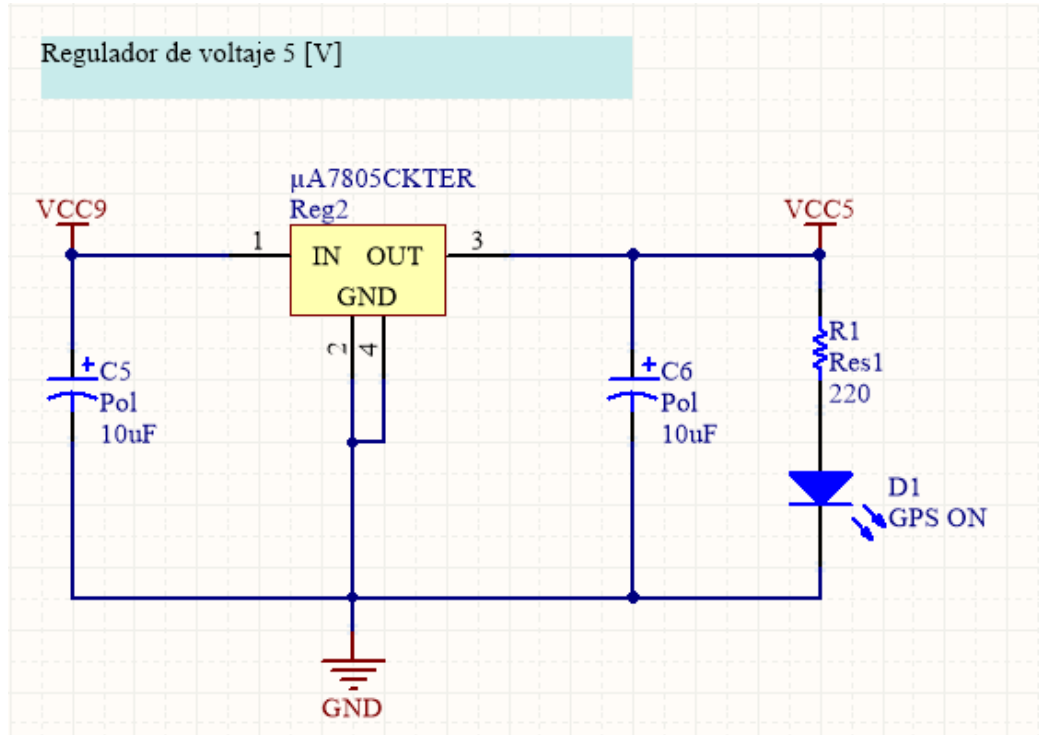 Regulador de voltaje 5 [V]
µA7805CKTER
Reg2
VCC9
VCC5
1
IN OUT
3
GND
2
4
C5
Pol
10uF
C6
Pol
10uF
R1
Res1
220
D1
GPS ON
GND